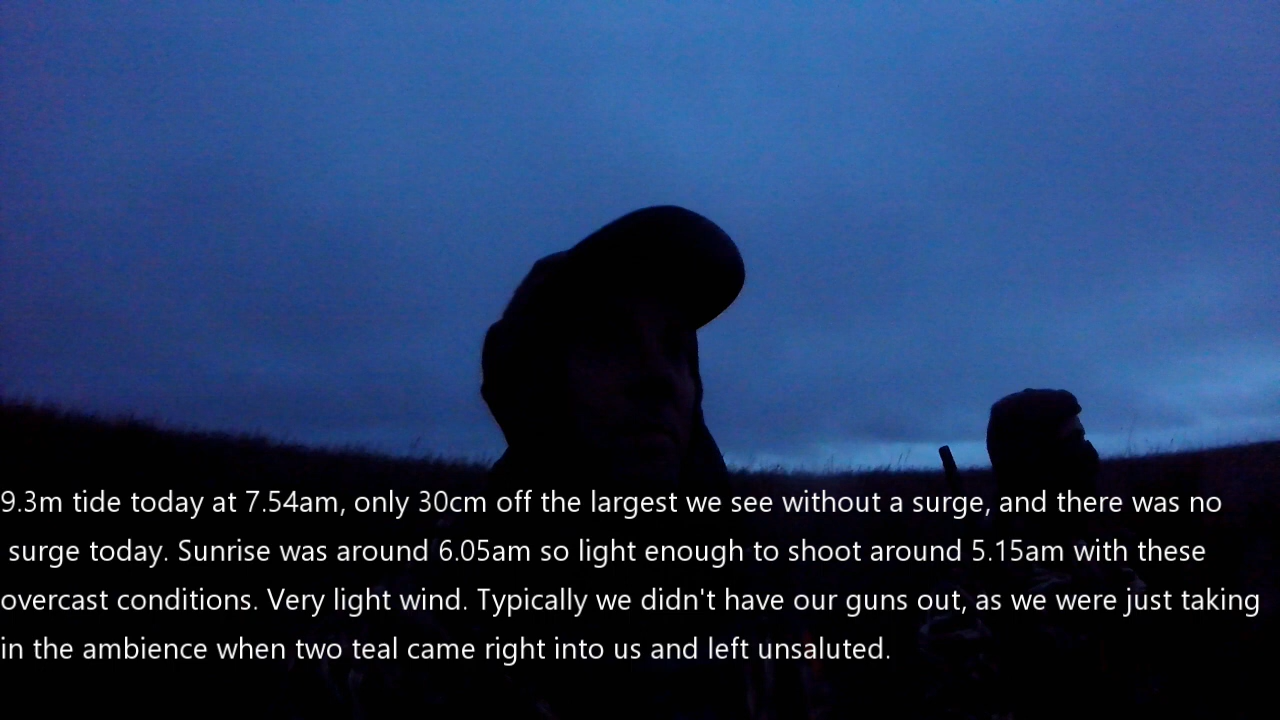 9.3m tide today at 7.54am, only 30cm off the largest we see without a surge, and there was no
surge today. Sunrise was around 6.05am so light enough to shoot around 5.15am with these
overcast conditions. Very light wind. Typically we didn't have our guns out, as we were just taking
in the ambience when two teal came right into us and left unsaluted.